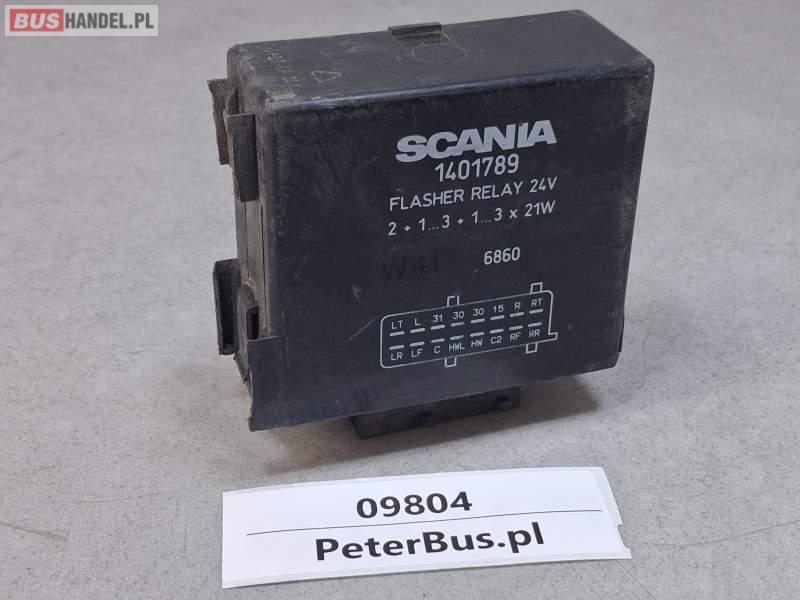 BUSHANDEL.PL
SCANIA
1401789
FLASHER RELAY 24V
2 + 1...3 + 1...3 x 21W
W41 6860
LT L 31 30 30 15 R RT
LR LF C HWL HW C2 RF RR
09804
PeterBus.pl